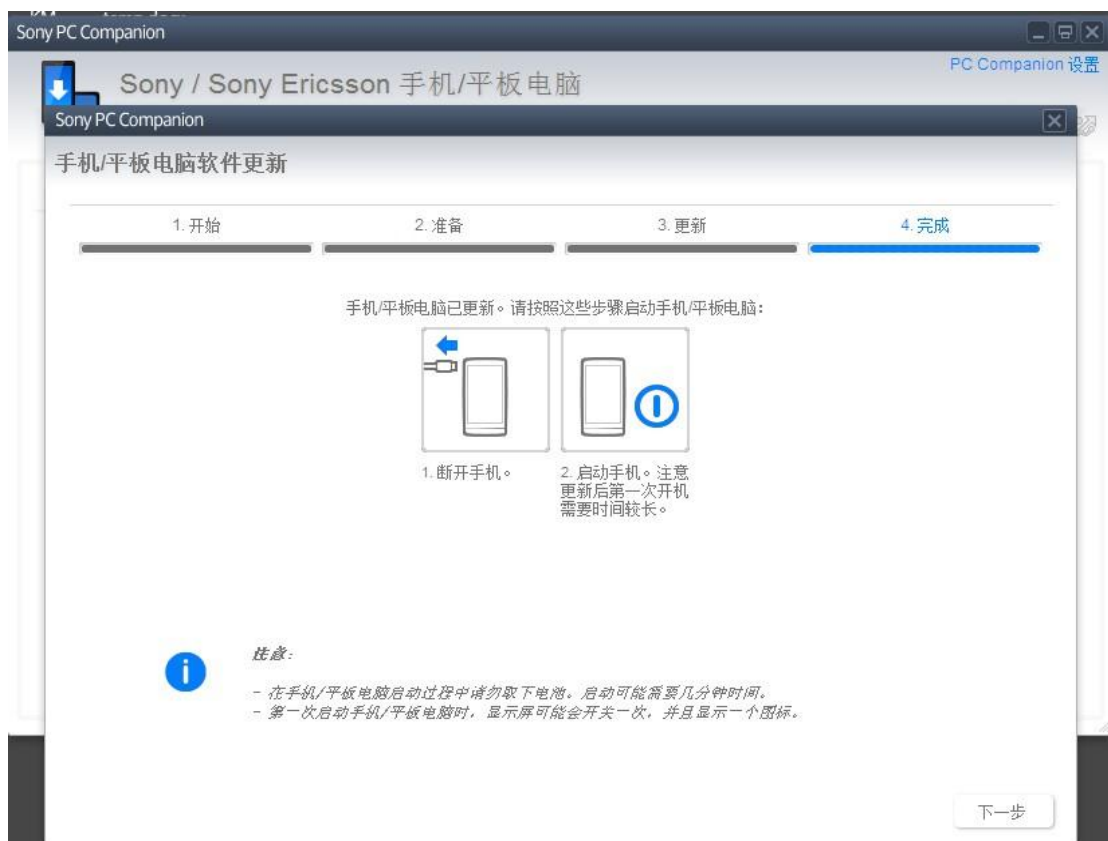 Sony PC Companion
PC Companion 设置
Sony / Sony Ericsson 手机/平板电脑
Sony PC Companion
手机/平板电脑软件更新
1. 开始
2. 准备
3. 更新
4. 完成
手机/平板电脑已更新。请按照这些步骤启动手机/平板电脑：
1. 断开手机。
2. 启动手机。注意
更新后第一次开机
需要时间较长。
注意：
- 在手机/平板电脑启动过程中请勿取下电池。启动可能需要几分钟时间。
- 第一次启动手机/平板电脑时，显示屏可能会开关一次，并且显示一个图标。
下一步